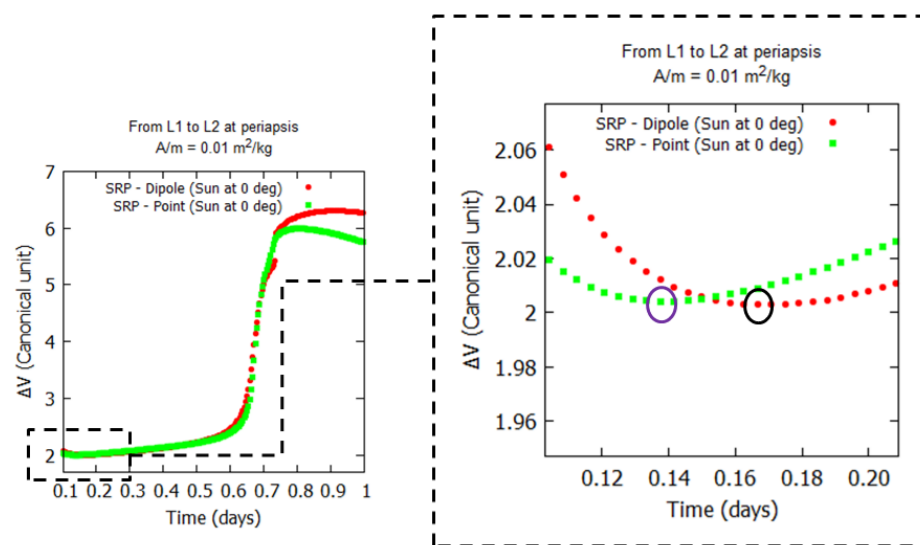 From L1 to L2 at periapsis
A/m = 0.01 m²/kg
SRP - Dipole (Sun at 0 deg)
SRP - Point (Sun at 0 deg)
7
6
5
4
3
2
ΔV (Canonical unit)
0.1 0.2 0.3 0.4 0.5 0.6 0.7 0.8 0.9 1
Time (days)
From L1 to L2 at periapsis
A/m = 0.01 m²/kg
SRP - Dipole (Sun at 0 deg)
SRP - Point (Sun at 0 deg)
2.06
2.04
2.02
2
1.98
1.96
ΔV (Canonical unit)
0.12 0.14 0.16 0.18 0.20
Time (days)